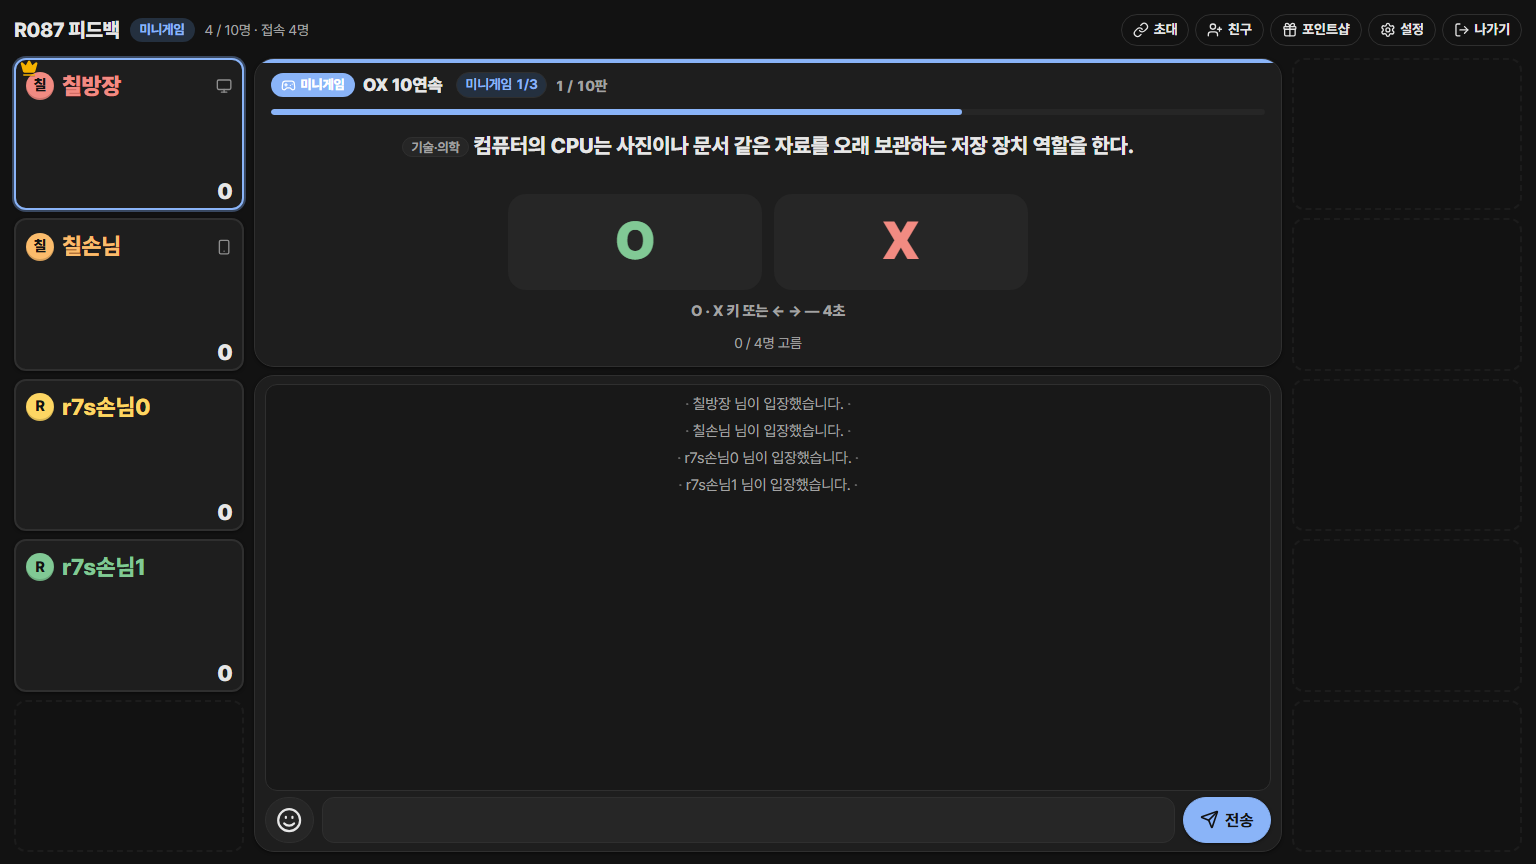 R087 피드백 미니게임 4 / 10명 · 접속 4명
초대 친구 포인트샵 설정 나가기
칠 칠방장
0
칠 칠손님
0
R r7s손님0
0
R r7s손님1
0
미니게임 OX 10연속 미니게임 1/3 1 / 10판
기술·의학 컴퓨터의 CPU는 사진이나 문서 같은 자료를 오래 보관하는 저장 장치 역할을 한다.
O X
O · X 키 또는 ← → — 4초
0 / 4명 고름
· 칠방장 님이 입장했습니다. ·
· 칠손님 님이 입장했습니다. ·
· r7s손님0 님이 입장했습니다. ·
· r7s손님1 님이 입장했습니다. ·
전송